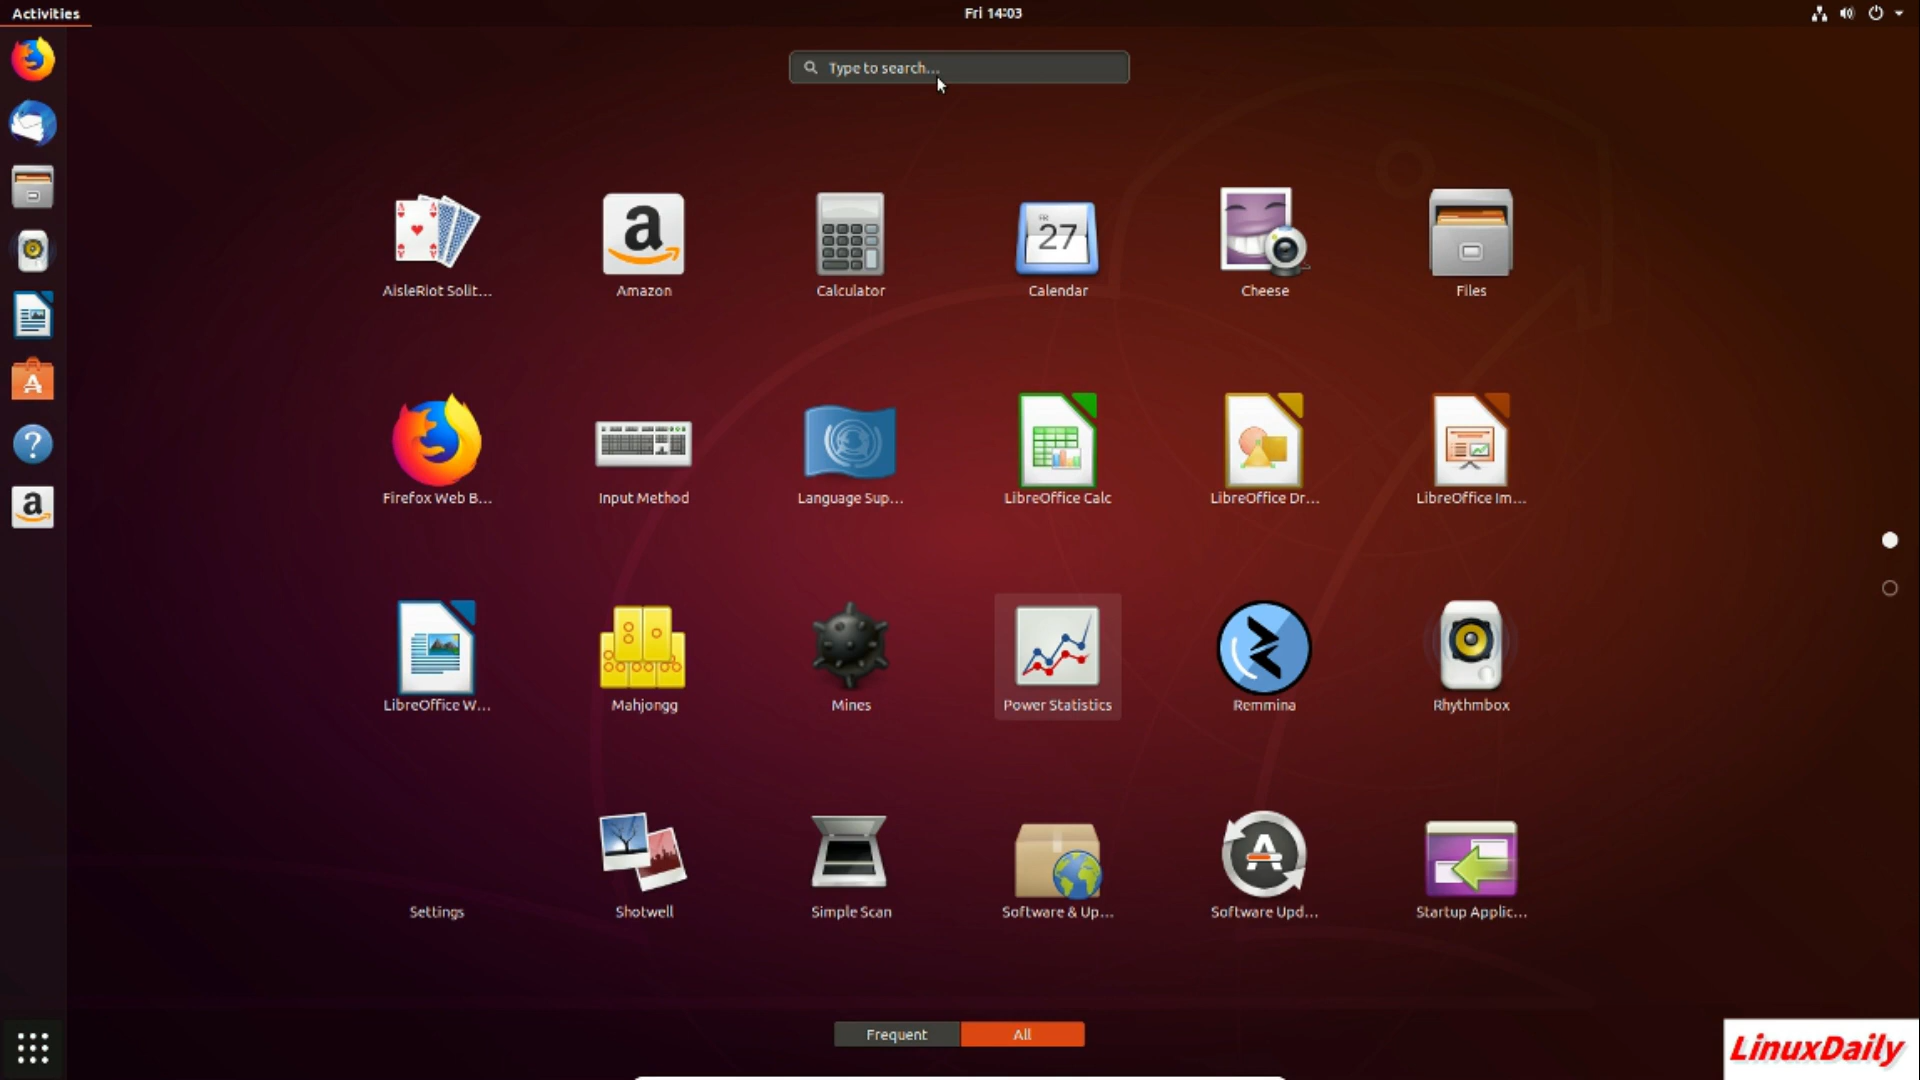 Activities
Fri 14:03
Type to search...
AisleRiot Solit...
Amazon
Calculator
FR
27
Calendar
Cheese
Files
Firefox Web B...
Input Method
Language Sup...
LibreOffice Calc
LibreOffice Dr...
LibreOffice Im...
LibreOffice W...
Mahjongg
Mines
Power Statistics
Remmina
Rhythmbox
Settings
Shotwell
Simple Scan
Software & Up...
Software Upd...
Startup Applic...
Frequent
All
LinuxDaily